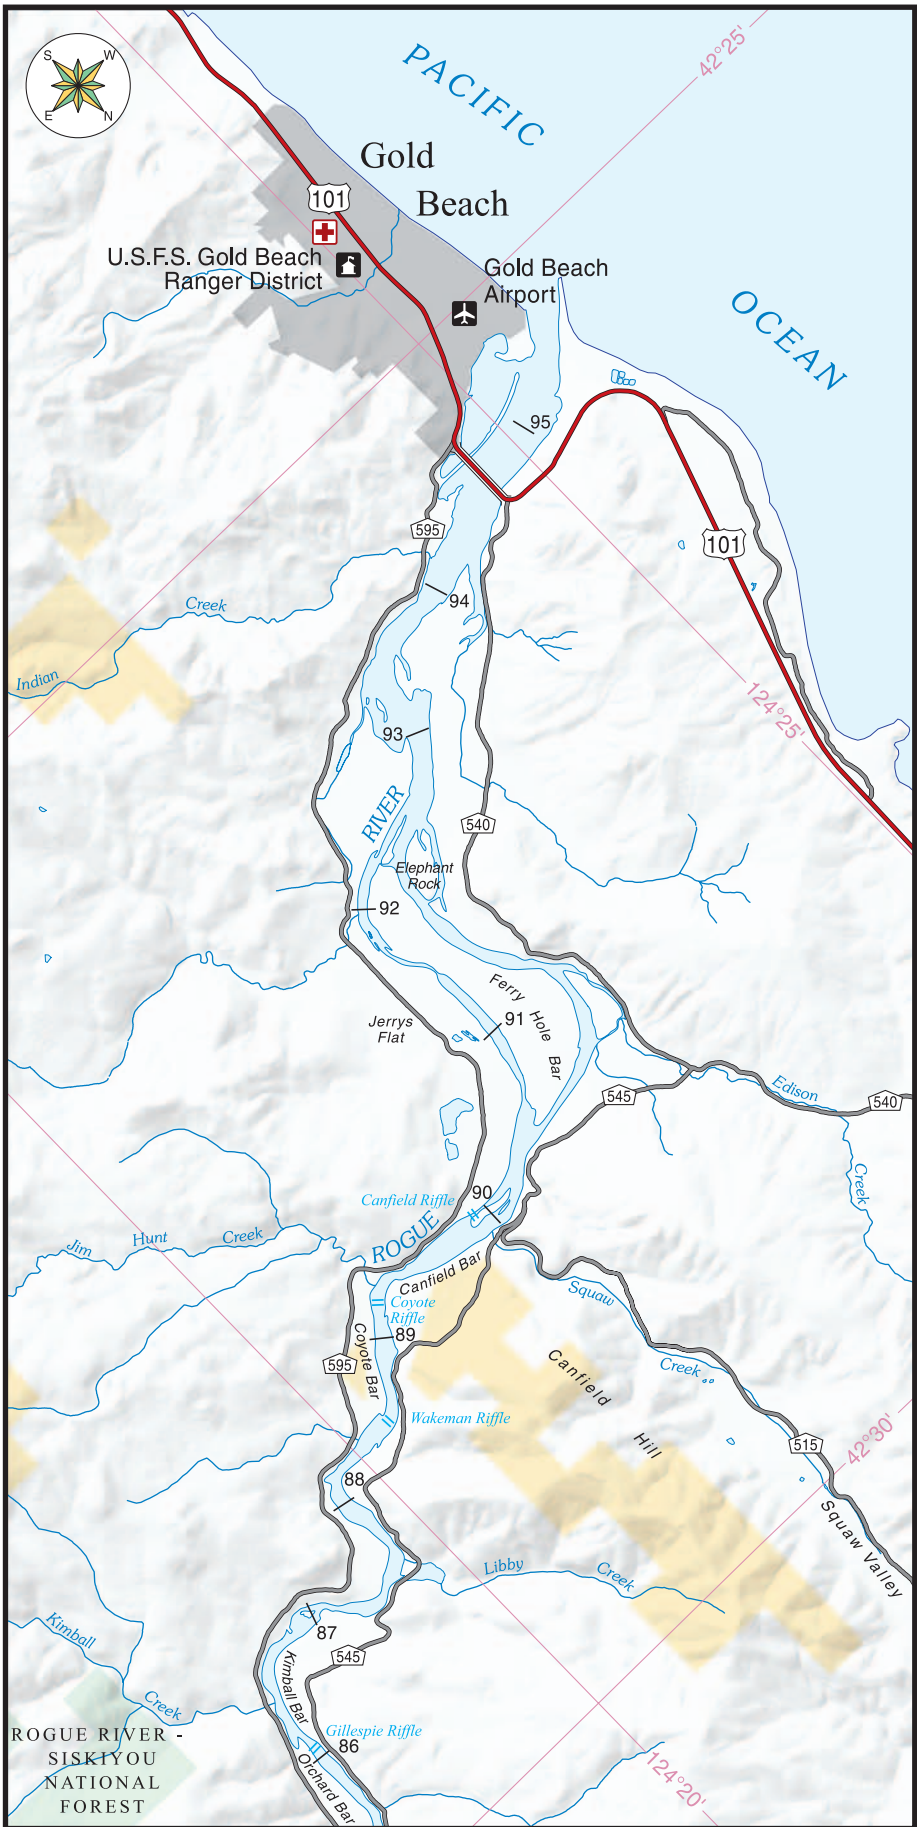 S
W
E
N
PACIFIC
42°25'
Gold
Beach
101
U.S.F.S. Gold Beach
Ranger District
Gold Beach
Airport
OCEAN
95
595
101
94
Creek
Indian
124°25'
93
RIVER
540
Elephant
Rock
92
Ferry Hole Bar
91
Jerrys
Flat
545
Edison
540
Creek
90
Canfield Riffle
ROGUE
Jim Hunt Creek
Canfield Bar
Squaw
Coyote
Riffle
89
Coyote Bar
595
Canfield
Creek
Wakeman Riffle
Hill
42°30'
515
88
Squaw Valley
Libby Creek
Kimball
87
545
Kimball Bar
Creek
Gillespie Riffle
86
ROGUE RIVER -
SISKIYOU
NATIONAL
FOREST
Orchard Bar
124°20'